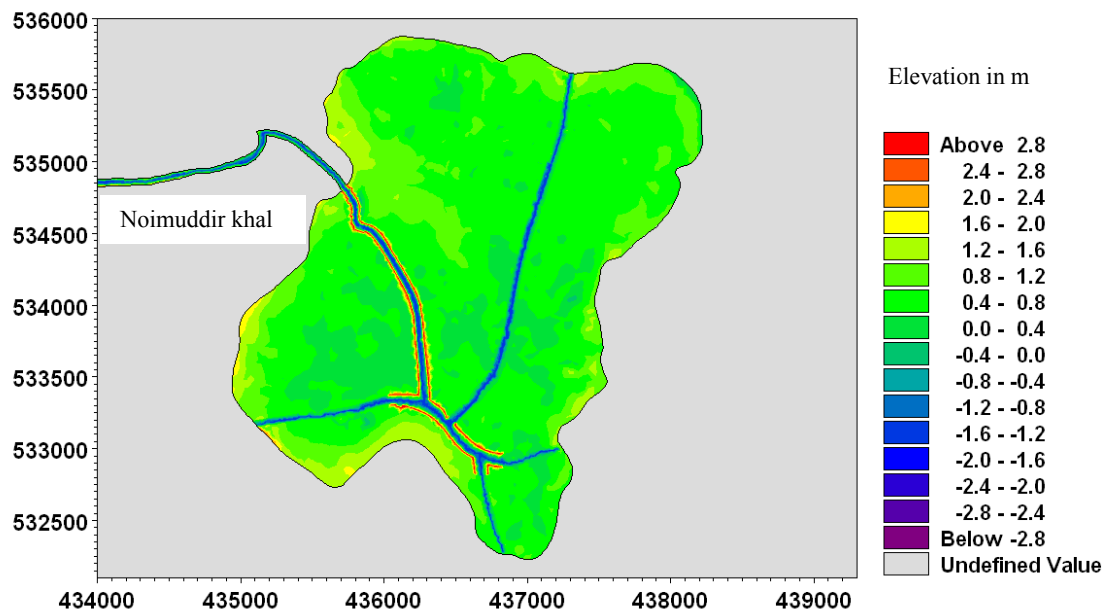 536000
535500
535000
534500
534000
533500
533000
532500
434000 435000 436000 437000 438000 439000
Noimuddir khal
Elevation in m
Above 2.8
2.4 - 2.8
2.0 - 2.4
1.6 - 2.0
1.2 - 1.6
0.8 - 1.2
0.4 - 0.8
0.0 - 0.4
-0.4 - 0.0
-0.8 - -0.4
-1.2 - -0.8
-1.6 - -1.2
-2.0 - -1.6
-2.4 - -2.0
-2.8 - -2.4
Below -2.8
Undefined Value